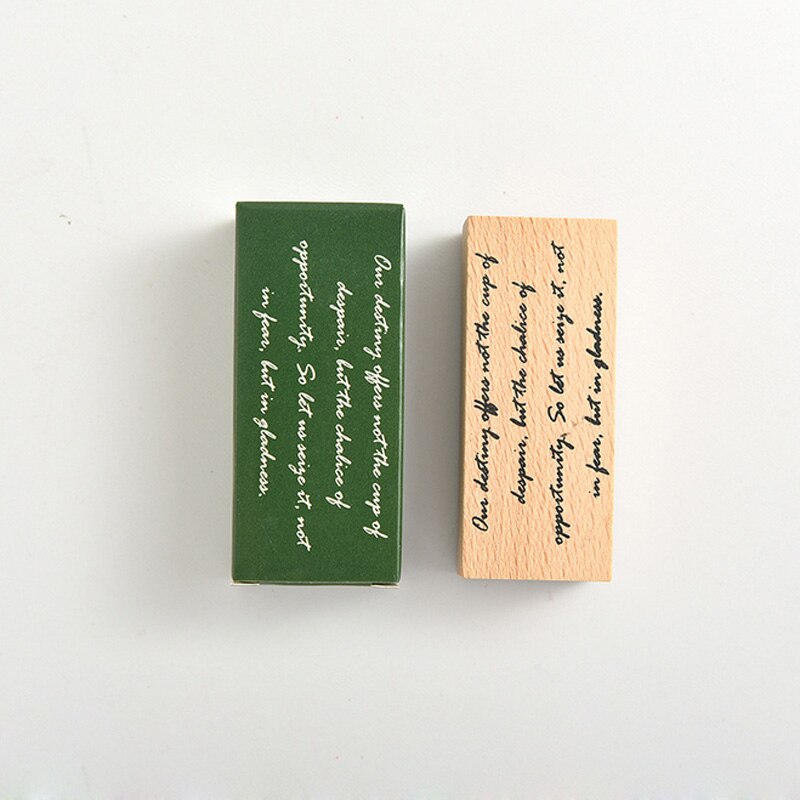 Our destiny offers not the cup of
despair, but the chalice of
opportunity. So let us seize it, not
in fear, but in gladness.
Our destiny offers not the cup of
despair, but the chalice of
opportunity. So let us seize it, not
in fear, but in gladness.